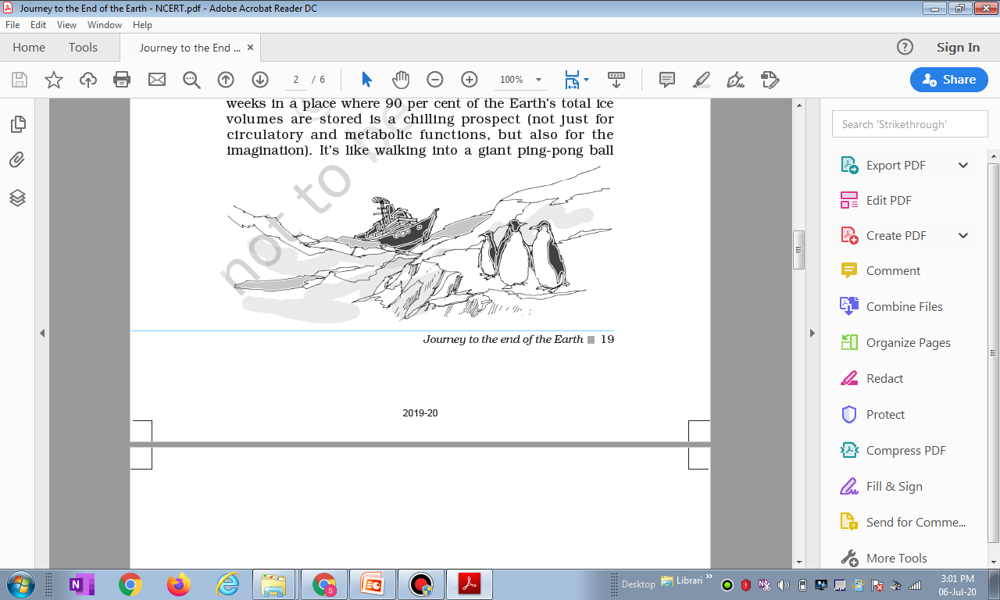 Journey to the End of the Earth - NCERT.pdf - Adobe Acrobat Reader DC
File Edit View Window Help
Home Tools Journey to the End ... × ? Sign In
2 / 6 100% Share
weeks in a place where 90 per cent of the Earth's total ice
volumes are stored is a chilling prospect (not just for
circulatory and metabolic functions, but also for the
imagination). It's like walking into a giant ping-pong ball
not to be
Journey to the end of the Earth 19
2019-20
Search 'Strikethrough'
Export PDF
Edit PDF
Create PDF
Comment
Combine Files
Organize Pages
Redact
Protect
Compress PDF
Fill & Sign
Send for Comme...
More Tools
Desktop Librari »
3:01 PM
06-Jul-20